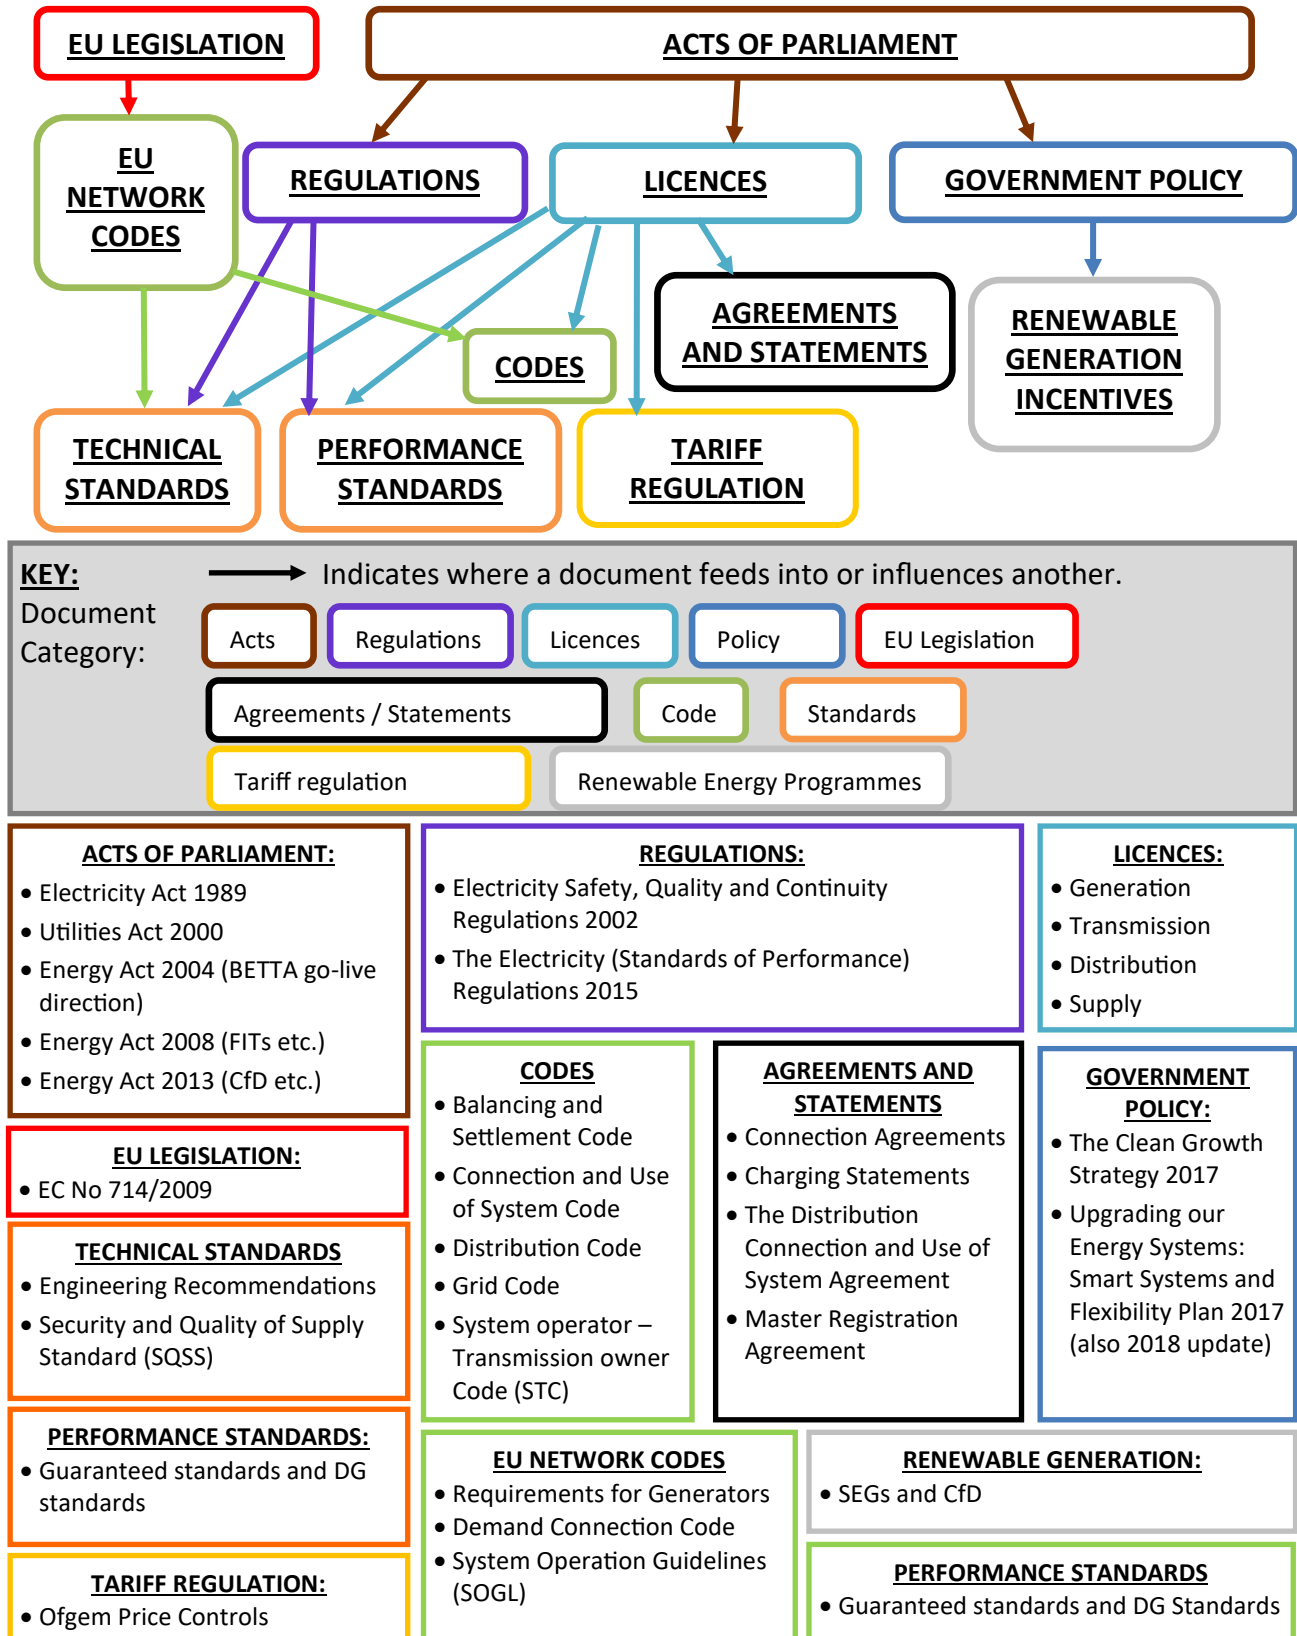 EU LEGISLATION
ACTS OF PARLIAMENT
EU
NETWORK
CODES
REGULATIONS
LICENCES
GOVERNMENT POLICY
AGREEMENTS
AND STATEMENTS
RENEWABLE
GENERATION
INCENTIVES
CODES
TECHNICAL
STANDARDS
PERFORMANCE
STANDARDS
TARIFF
REGULATION
KEY:
Indicates where a document feeds into or influences another.
Document
Category:
Acts
Regulations
Licences
Policy
EU Legislation
Agreements / Statements
Code
Standards
Tariff regulation
Renewable Energy Programmes
ACTS OF PARLIAMENT:
• Electricity Act 1989
• Utilities Act 2000
• Energy Act 2004 (BETTA go-live
direction)
• Energy Act 2008 (FITs etc.)
• Energy Act 2013 (CfD etc.)
REGULATIONS:
• Electricity Safety, Quality and Continuity
Regulations 2002
• The Electricity (Standards of Performance)
Regulations 2015
LICENCES:
• Generation
• Transmission
• Distribution
• Supply
EU LEGISLATION:
• EC No 714/2009
CODES
• Balancing and
Settlement Code
• Connection and Use
of System Code
• Distribution Code
• Grid Code
• System operator –
Transmission owner
Code (STC)
AGREEMENTS AND
STATEMENTS
• Connection Agreements
• Charging Statements
• The Distribution
Connection and Use of
System Agreement
• Master Registration
Agreement
GOVERNMENT
POLICY:
• The Clean Growth
Strategy 2017
• Upgrading our
Energy Systems:
Smart Systems and
Flexibility Plan 2017
(also 2018 update)
TECHNICAL STANDARDS
• Engineering Recommendations
• Security and Quality of Supply
Standard (SQSS)
PERFORMANCE STANDARDS:
• Guaranteed standards and DG
standards
TARIFF REGULATION:
• Ofgem Price Controls
EU NETWORK CODES
• Requirements for Generators
• Demand Connection Code
• System Operation Guidelines
(SOGL)
RENEWABLE GENERATION:
• SEGs and CfD
PERFORMANCE STANDARDS
• Guaranteed standards and DG Standards